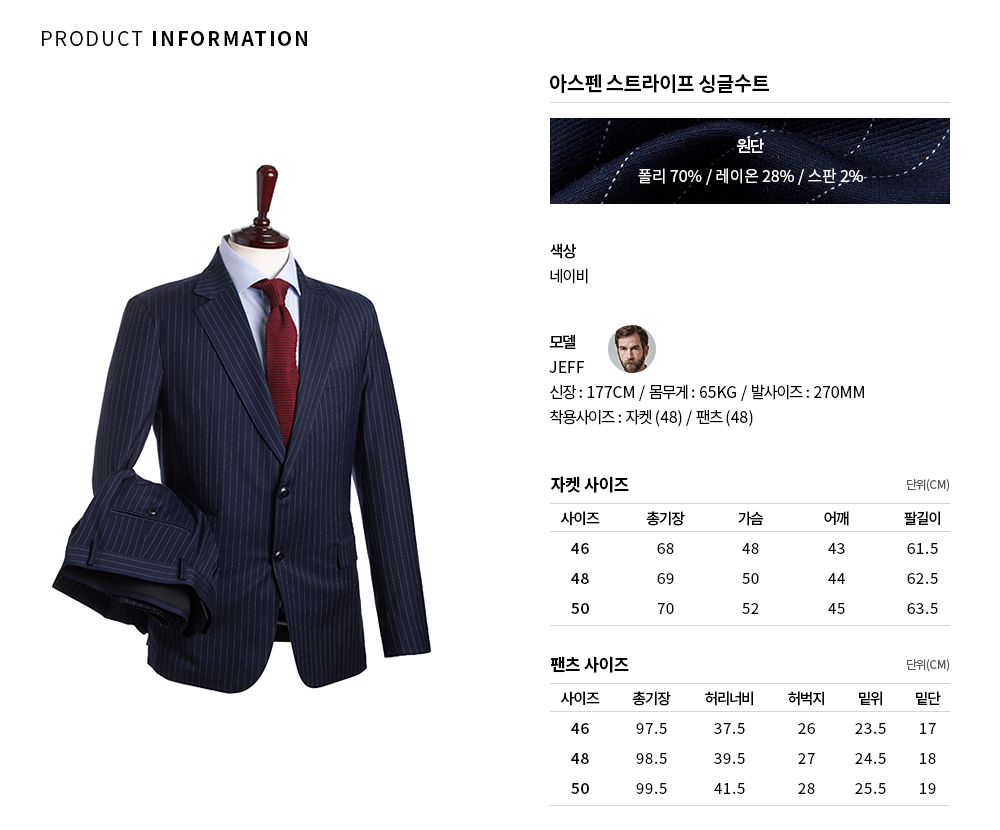 PRODUCT INFORMATION
아스펜 스트라이프 싱글수트
원단
폴리 70% / 레이온 28% / 스판 2%
색상
네이비
모델
JEFF
신장 : 177CM / 몸무게 : 65KG / 발사이즈 : 270MM
착용사이즈 : 자켓 (48) / 팬츠 (48)
자켓 사이즈 단위(CM)
사이즈 총기장 가슴 어깨 팔길이
46 68 48 43 61.5
48 69 50 44 62.5
50 70 52 45 63.5
팬츠 사이즈 단위(CM)
사이즈 총기장 허리너비 허벅지 밑위 밑단
46 97.5 37.5 26 23.5 17
48 98.5 39.5 27 24.5 18
50 99.5 41.5 28 25.5 19